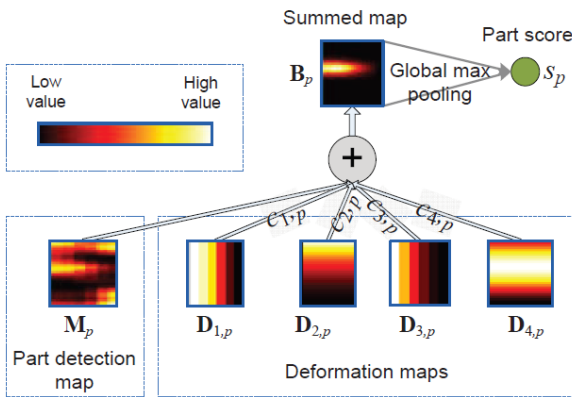 Summed map
Part score
Low value
High value
B_p
Global max pooling
s_p
+
c_{1,p}
c_{2,p}
c_{3,p}
c_{4,p}
M_p
D_{1,p}
D_{2,p}
D_{3,p}
D_{4,p}
Part detection
map
Deformation maps